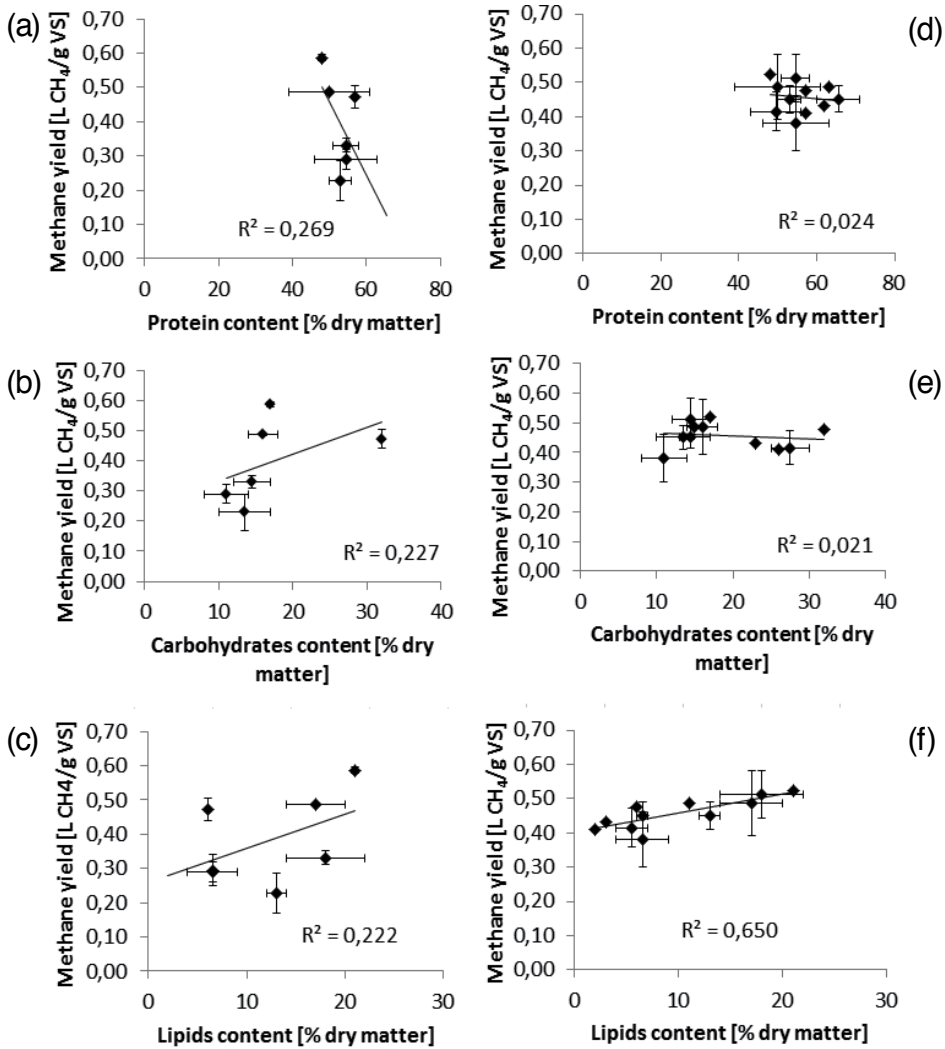 (a)
Methane yield [L CH₄/g VS]
0,70
0,60
0,50
0,40
0,30
0,20
0,10
0,00
R² = 0,269
0 20 40 60 80
Protein content [% dry matter]
(d)
Methane yield [L CH₄/g VS]
0,70
0,60
0,50
0,40
0,30
0,20
0,10
0,00
R² = 0,024
0 20 40 60 80
Protein content [% dry matter]
(b)
Methane yield [L CH₄/g VS]
0,70
0,60
0,50
0,40
0,30
0,20
0,10
0,00
R² = 0,227
0 10 20 30 40
Carbohydrates content [% dry
matter]
(e)
Methane yield [L CH₄/g VS]
0,70
0,60
0,50
0,40
0,30
0,20
0,10
0,00
R² = 0,021
0 10 20 30 40
Carbohydrates content [% dry
matter]
(c)
Methane yield [L CH4/g VS]
0,70
0,60
0,50
0,40
0,30
0,20
0,10
0,00
R² = 0,222
0 10 20 30
Lipids content [% dry matter]
(f)
Methane yield [L CH₄/g VS]
0,70
0,60
0,50
0,40
0,30
0,20
0,10
0,00
R² = 0,650
0 10 20 30
Lipids content [% dry matter]